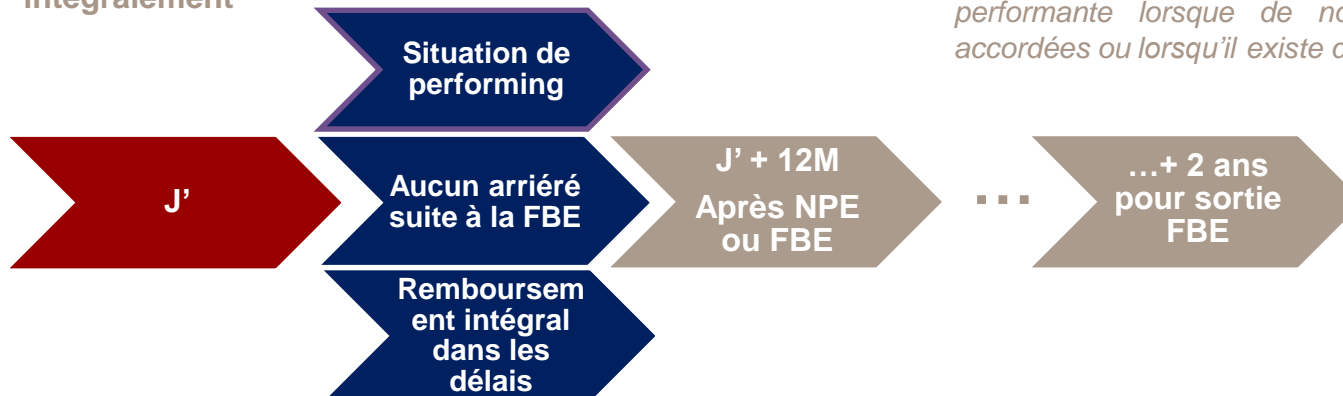 intégralement
performante lorsque de
accordées ou lorsqu'il existe
Situation de
performing
J’
Aucun arriéré
suite à la FBE
J’ + 12M
Après NPE
ou FBE
...
…+ 2 ans
pour sortie
FBE
Remboursem
ent intégral
dans les
délais